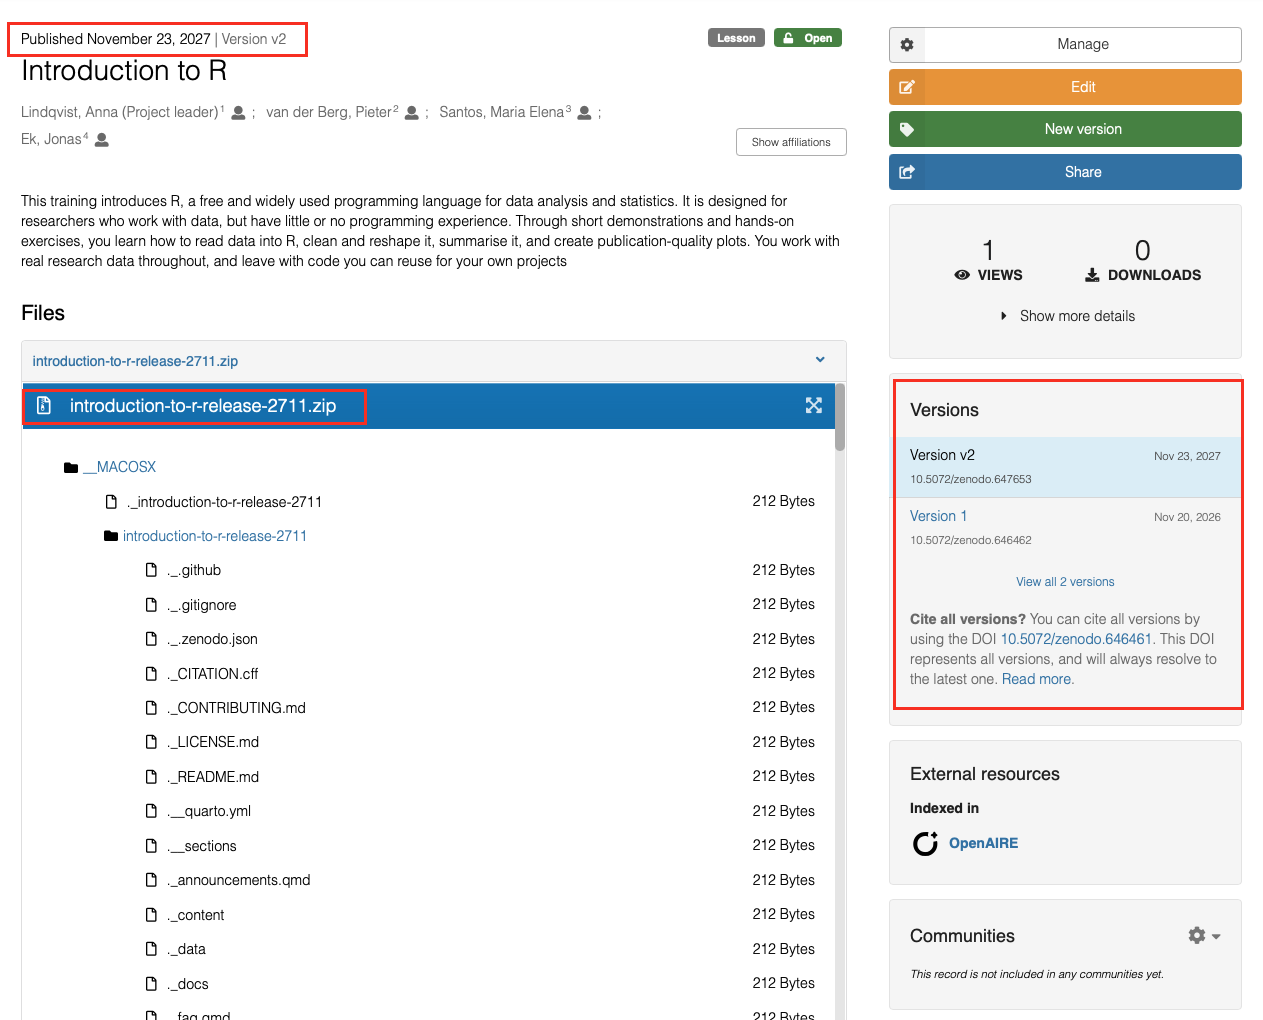 Published November 23, 2027 | Version v2
Lesson
Open
Introduction to R
Lindqvist, Anna (Project leader)1 ; van der Berg, Pieter2 ; Santos, Maria Elena3 ;
Ek, Jonas4
Show affiliations
This training introduces R, a free and widely used programming language for data analysis and statistics. It is designed for
researchers who work with data, but have little or no programming experience. Through short demonstrations and hands-on
exercises, you learn how to read data into R, clean and reshape it, summarise it, and create publication-quality plots. You work with
real research data throughout, and leave with code you can reuse for your own projects
Files
introduction-to-r-release-2711.zip
introduction-to-r-release-2711.zip
__MACOSX
._introduction-to-r-release-2711 212 Bytes
introduction-to-r-release-2711
._.github 212 Bytes
._.gitignore 212 Bytes
._.zenodo.json 212 Bytes
._CITATION.cff 212 Bytes
._CONTRIBUTING.md 212 Bytes
._LICENSE.md 212 Bytes
._README.md 212 Bytes
.__quarto.yml 212 Bytes
.__sections 212 Bytes
._announcements.qmd 212 Bytes
._content 212 Bytes
._data 212 Bytes
._docs 212 Bytes
._faq.qmd 212 Bytes
Manage
Edit
New version
Share
1 0
VIEWS DOWNLOADS
Show more details
Versions
Version v2 Nov 23, 2027
10.5072/zenodo.647653
Version 1 Nov 20, 2026
10.5072/zenodo.646462
View all 2 versions
Cite all versions? You can cite all versions by
using the DOI 10.5072/zenodo.646461. This DOI
represents all versions, and will always resolve to
the latest one. Read more.
External resources
Indexed in
OpenAIRE
Communities
This record is not included in any communities yet.